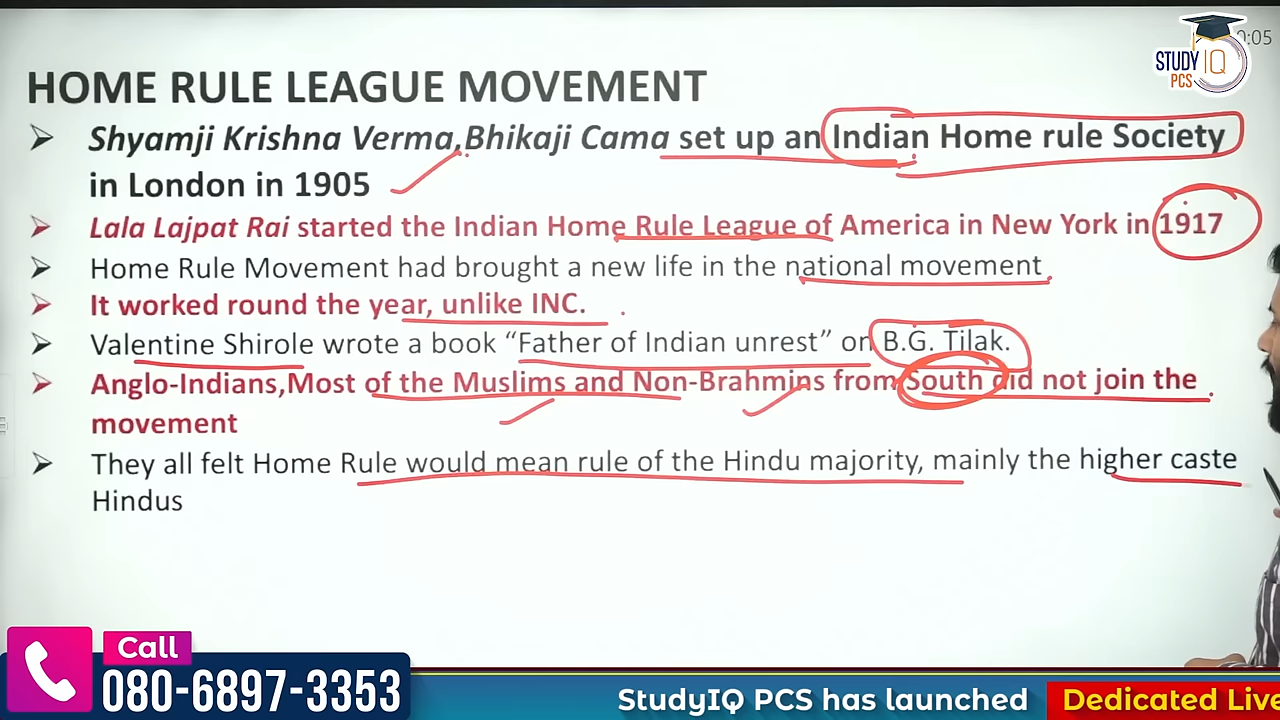 :05
STUDY IQ
PCS
HOME RULE LEAGUE MOVEMENT
➢ Shyamji Krishna Verma,Bhikaji Cama set up an Indian Home rule Society
in London in 1905
➢ Lala Lajpat Rai started the Indian Home Rule League of America in New York in 1917
➢ Home Rule Movement had brought a new life in the national movement
➢ It worked round the year, unlike INC.
➢ Valentine Shirole wrote a book “Father of Indian unrest” on B.G. Tilak.
➢ Anglo-Indians,Most of the Muslims and Non-Brahmins from South did not join the
movement
➢ They all felt Home Rule would mean rule of the Hindu majority, mainly the higher caste
Hindus
Call
080-6897-3353
StudyIQ PCS has launched Dedicated Live